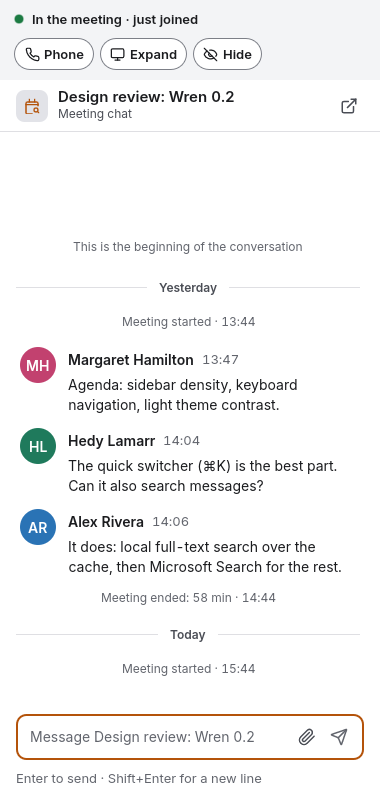 In the meeting · just joined
Phone
Expand
Hide
Design review: Wren 0.2
Meeting chat
This is the beginning of the conversation
Yesterday
Meeting started · 13:44
MH
Margaret Hamilton 13:47
Agenda: sidebar density, keyboard
navigation, light theme contrast.
HL
Hedy Lamarr 14:04
The quick switcher (⌘K) is the best part.
Can it also search messages?
AR
Alex Rivera 14:06
It does: local full-text search over the
cache, then Microsoft Search for the rest.
Meeting ended: 58 min · 14:44
Today
Meeting started · 15:44
Message Design review: Wren 0.2
Enter to send · Shift+Enter for a new line